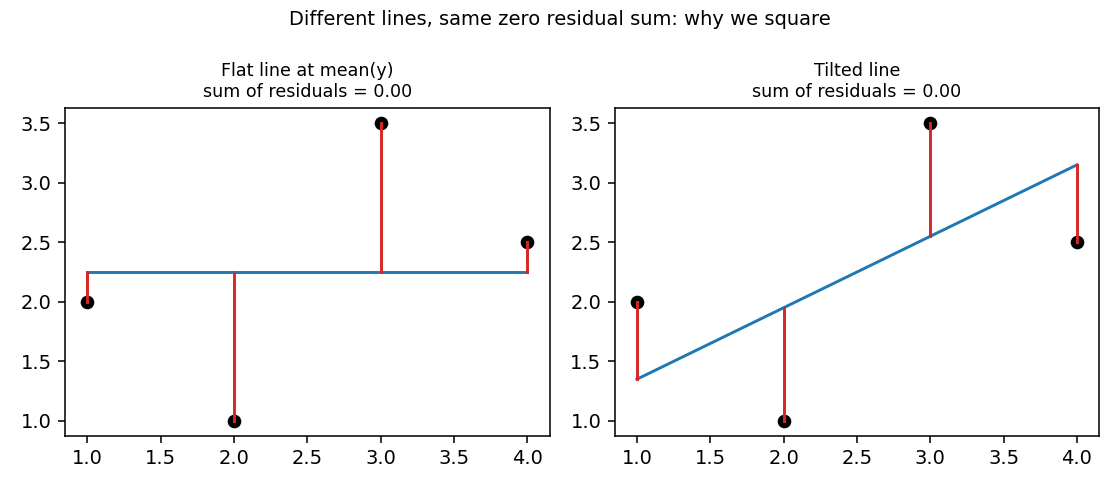 Different lines, same zero residual sum: why we square
Flat line at mean(y)
sum of residuals = 0.00
3.5
3.0
2.5
2.0
1.5
1.0
1.0 1.5 2.0 2.5 3.0 3.5 4.0
Tilted line
sum of residuals = 0.00
3.5
3.0
2.5
2.0
1.5
1.0
1.0 1.5 2.0 2.5 3.0 3.5 4.0